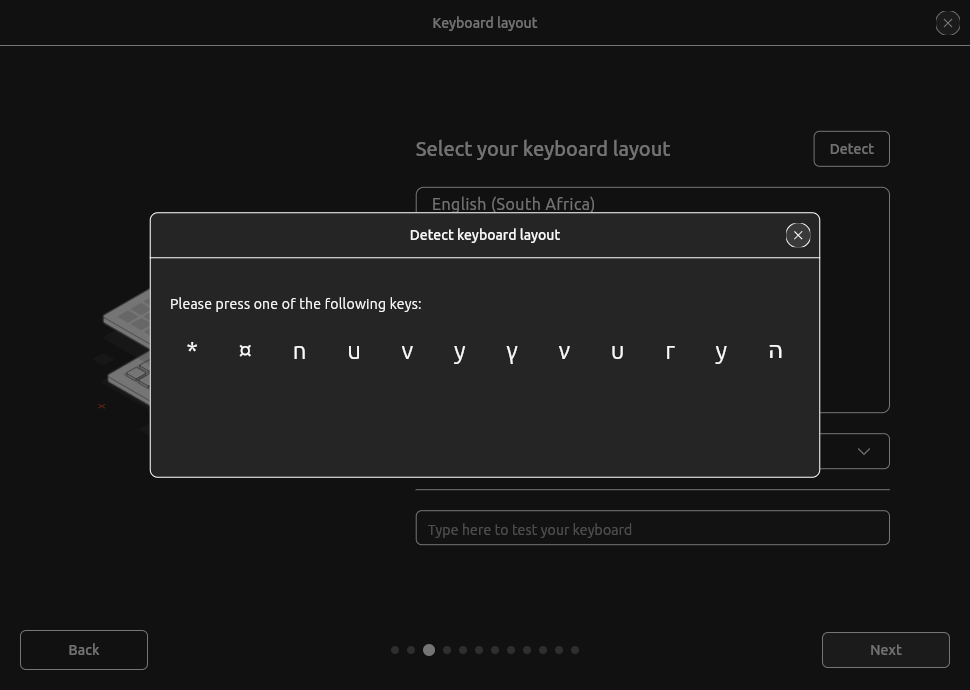 Keyboard layout
Select your keyboard layout
Detect
English (South Africa)
Detect keyboard layout
Please press one of the following keys:
* ¤ n u v y γ v u r y ה
Type here to test your keyboard
Back
Next